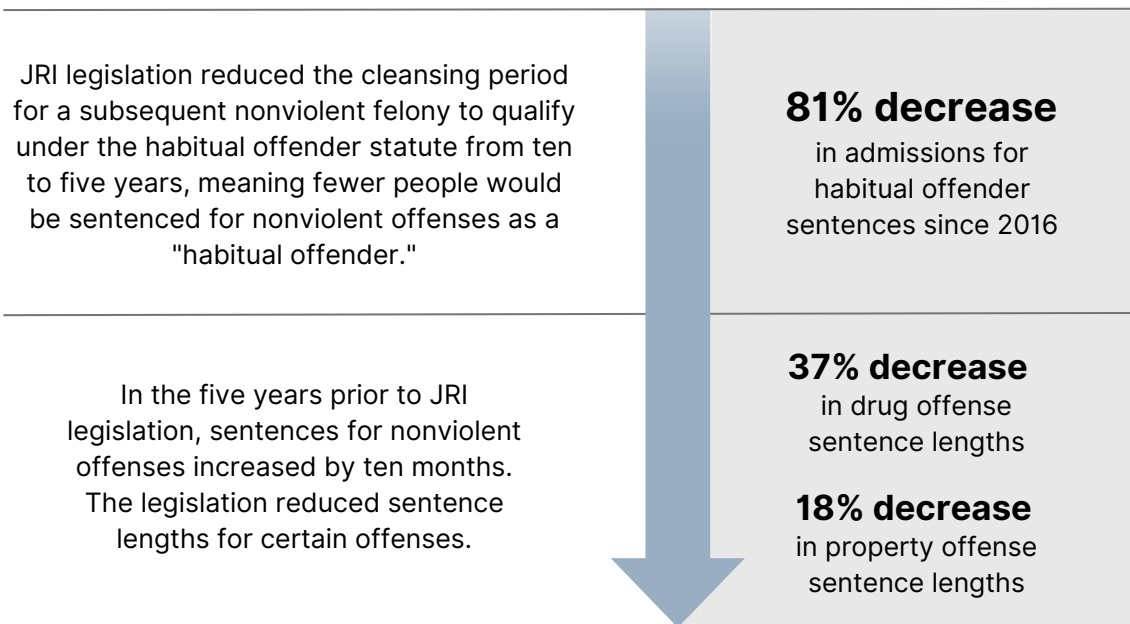 JRI legislation reduced the cleansing period
for a subsequent nonviolent felony to qualify
under the habitual offender statute from ten
to five years, meaning fewer people would
be sentenced for nonviolent offenses as a
"habitual offender."
81% decrease
in admissions for
habitual offender
sentences since 2016
In the five years prior to JRI
legislation, sentences for nonviolent
offenses increased by ten months.
The legislation reduced sentence
lengths for certain offenses.
37% decrease
in drug offense
sentence lengths
18% decrease
in property offense
sentence lengths